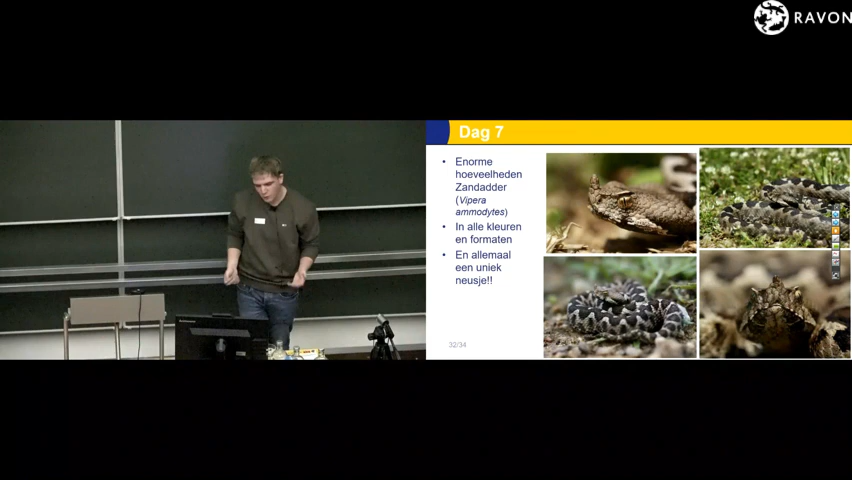 RAVON
Dag 7
• Enorme
hoeveelheden
Zandadder
(Vipera
ammodytes)
• In alle kleuren
en formaten
• En allemaal
een uniek
neusje!!
32/34